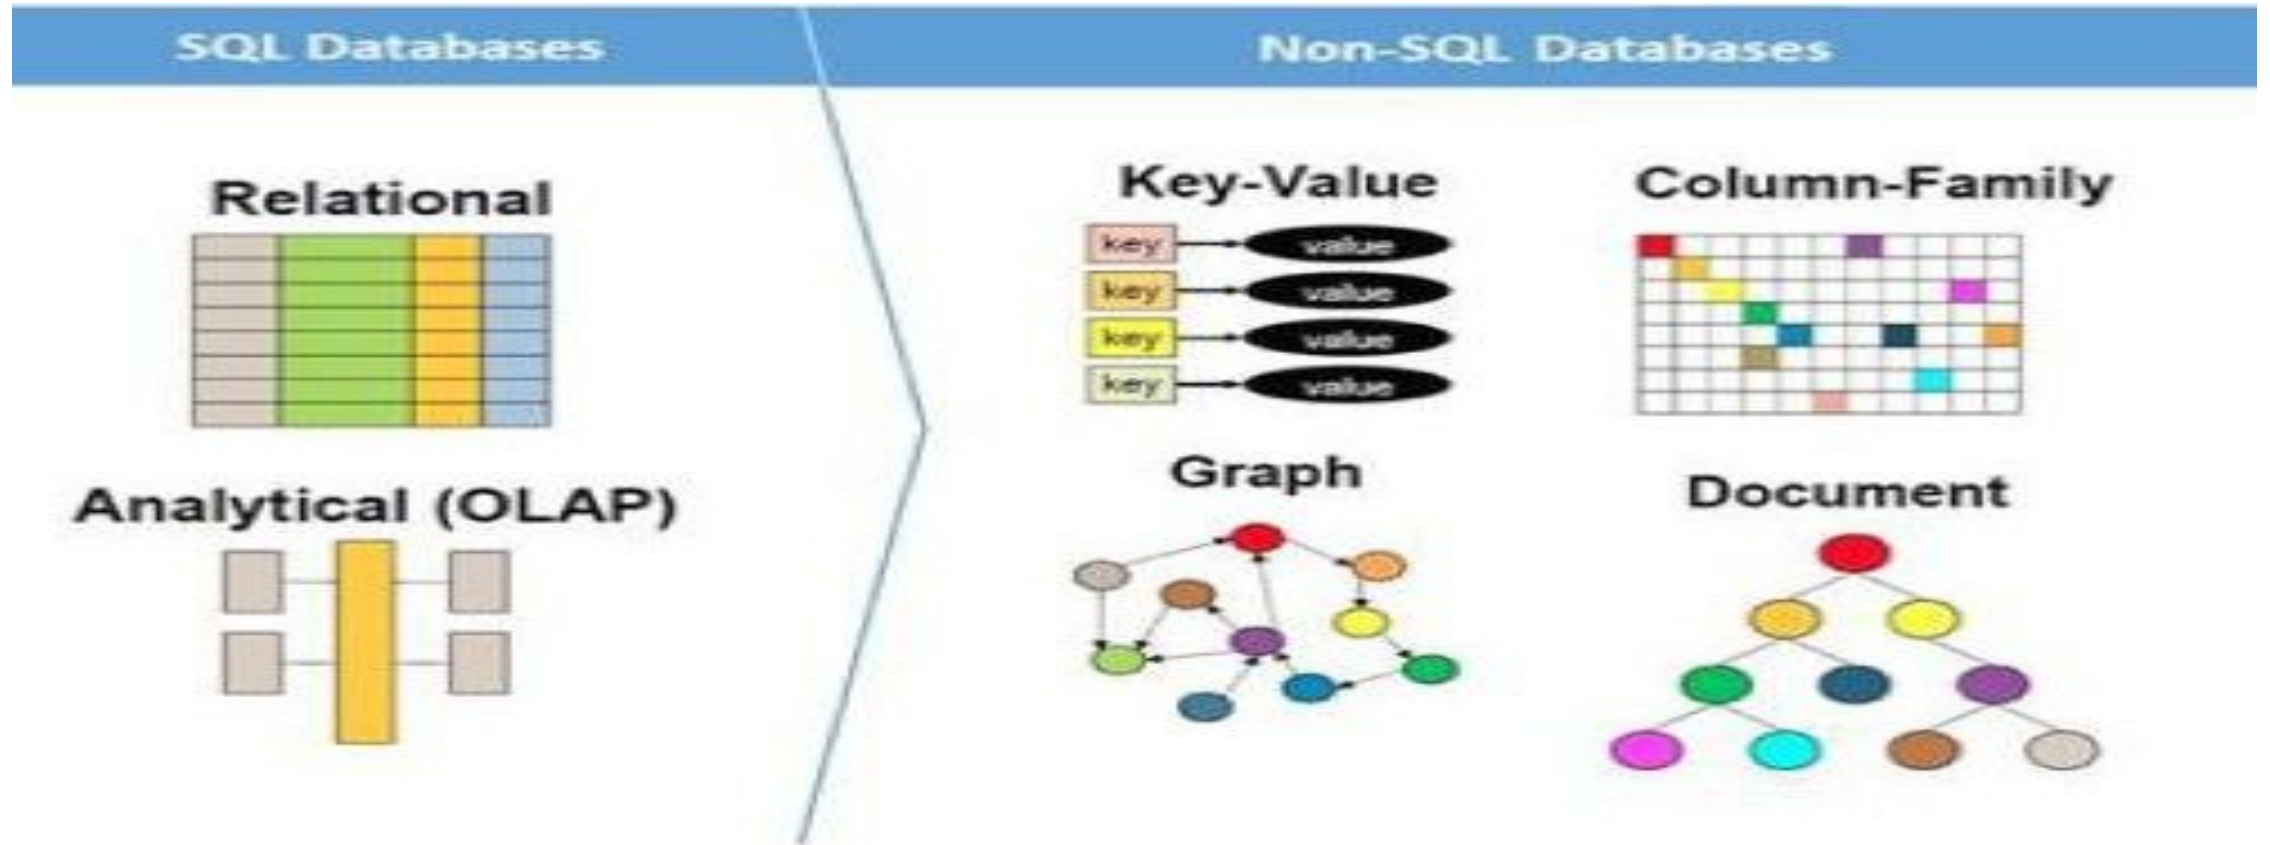 SQL Databases
Non-SQL Databases
Relational
Analytical (OLAP)
Key-Value
key value
key value
key value
key value
Column-Family
Graph
Document